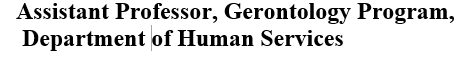 Assistant Professor, Gerontology Program,
Department of Human Services